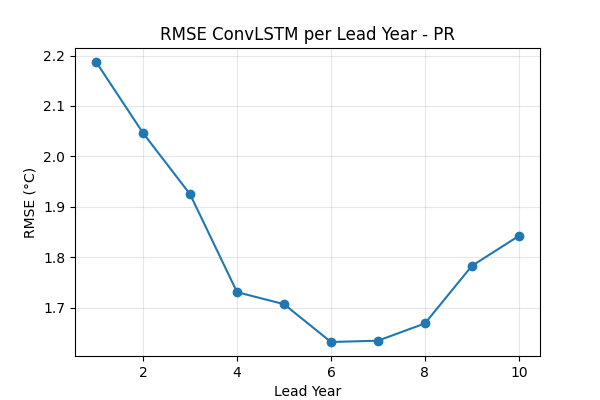 RMSE ConvLSTM per Lead Year - PR
2.2
2.1
2.0
1.9
1.8
1.7
RMSE (°C)
2 4 6 8 10
Lead Year